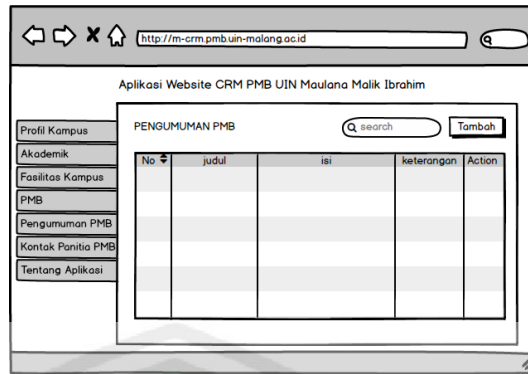 http://m-crm.pmb.uin-malang.ac.id
Aplikasi Website CRM PMB UIN Maulana Malik Ibrahim
Profil Kampus
Akademik
Fasilitas Kampus
PMB
Pengumuman PMB
Kontak Panitia PMB
Tentang Aplikasi
PENGUMUMAN PMB
search
Tambah
No judul isi keterangan Action